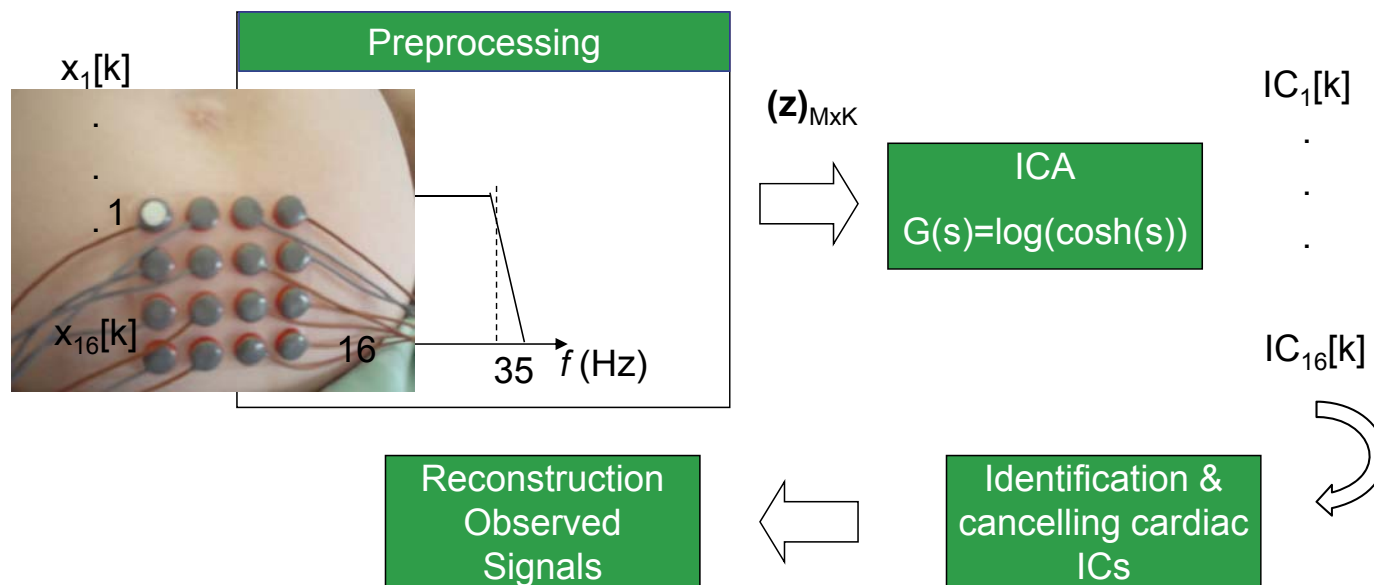 Preprocessing
x₁[k]
.
.
.
1
x₁₆[k]
16
35
f (Hz)
(z)MxK
ICA
G(s)=log(cosh(s))
IC₁[k]
.
.
.
IC₁₆[k]
Identification &
cancelling cardiac
ICs
Reconstruction
Observed
Signals